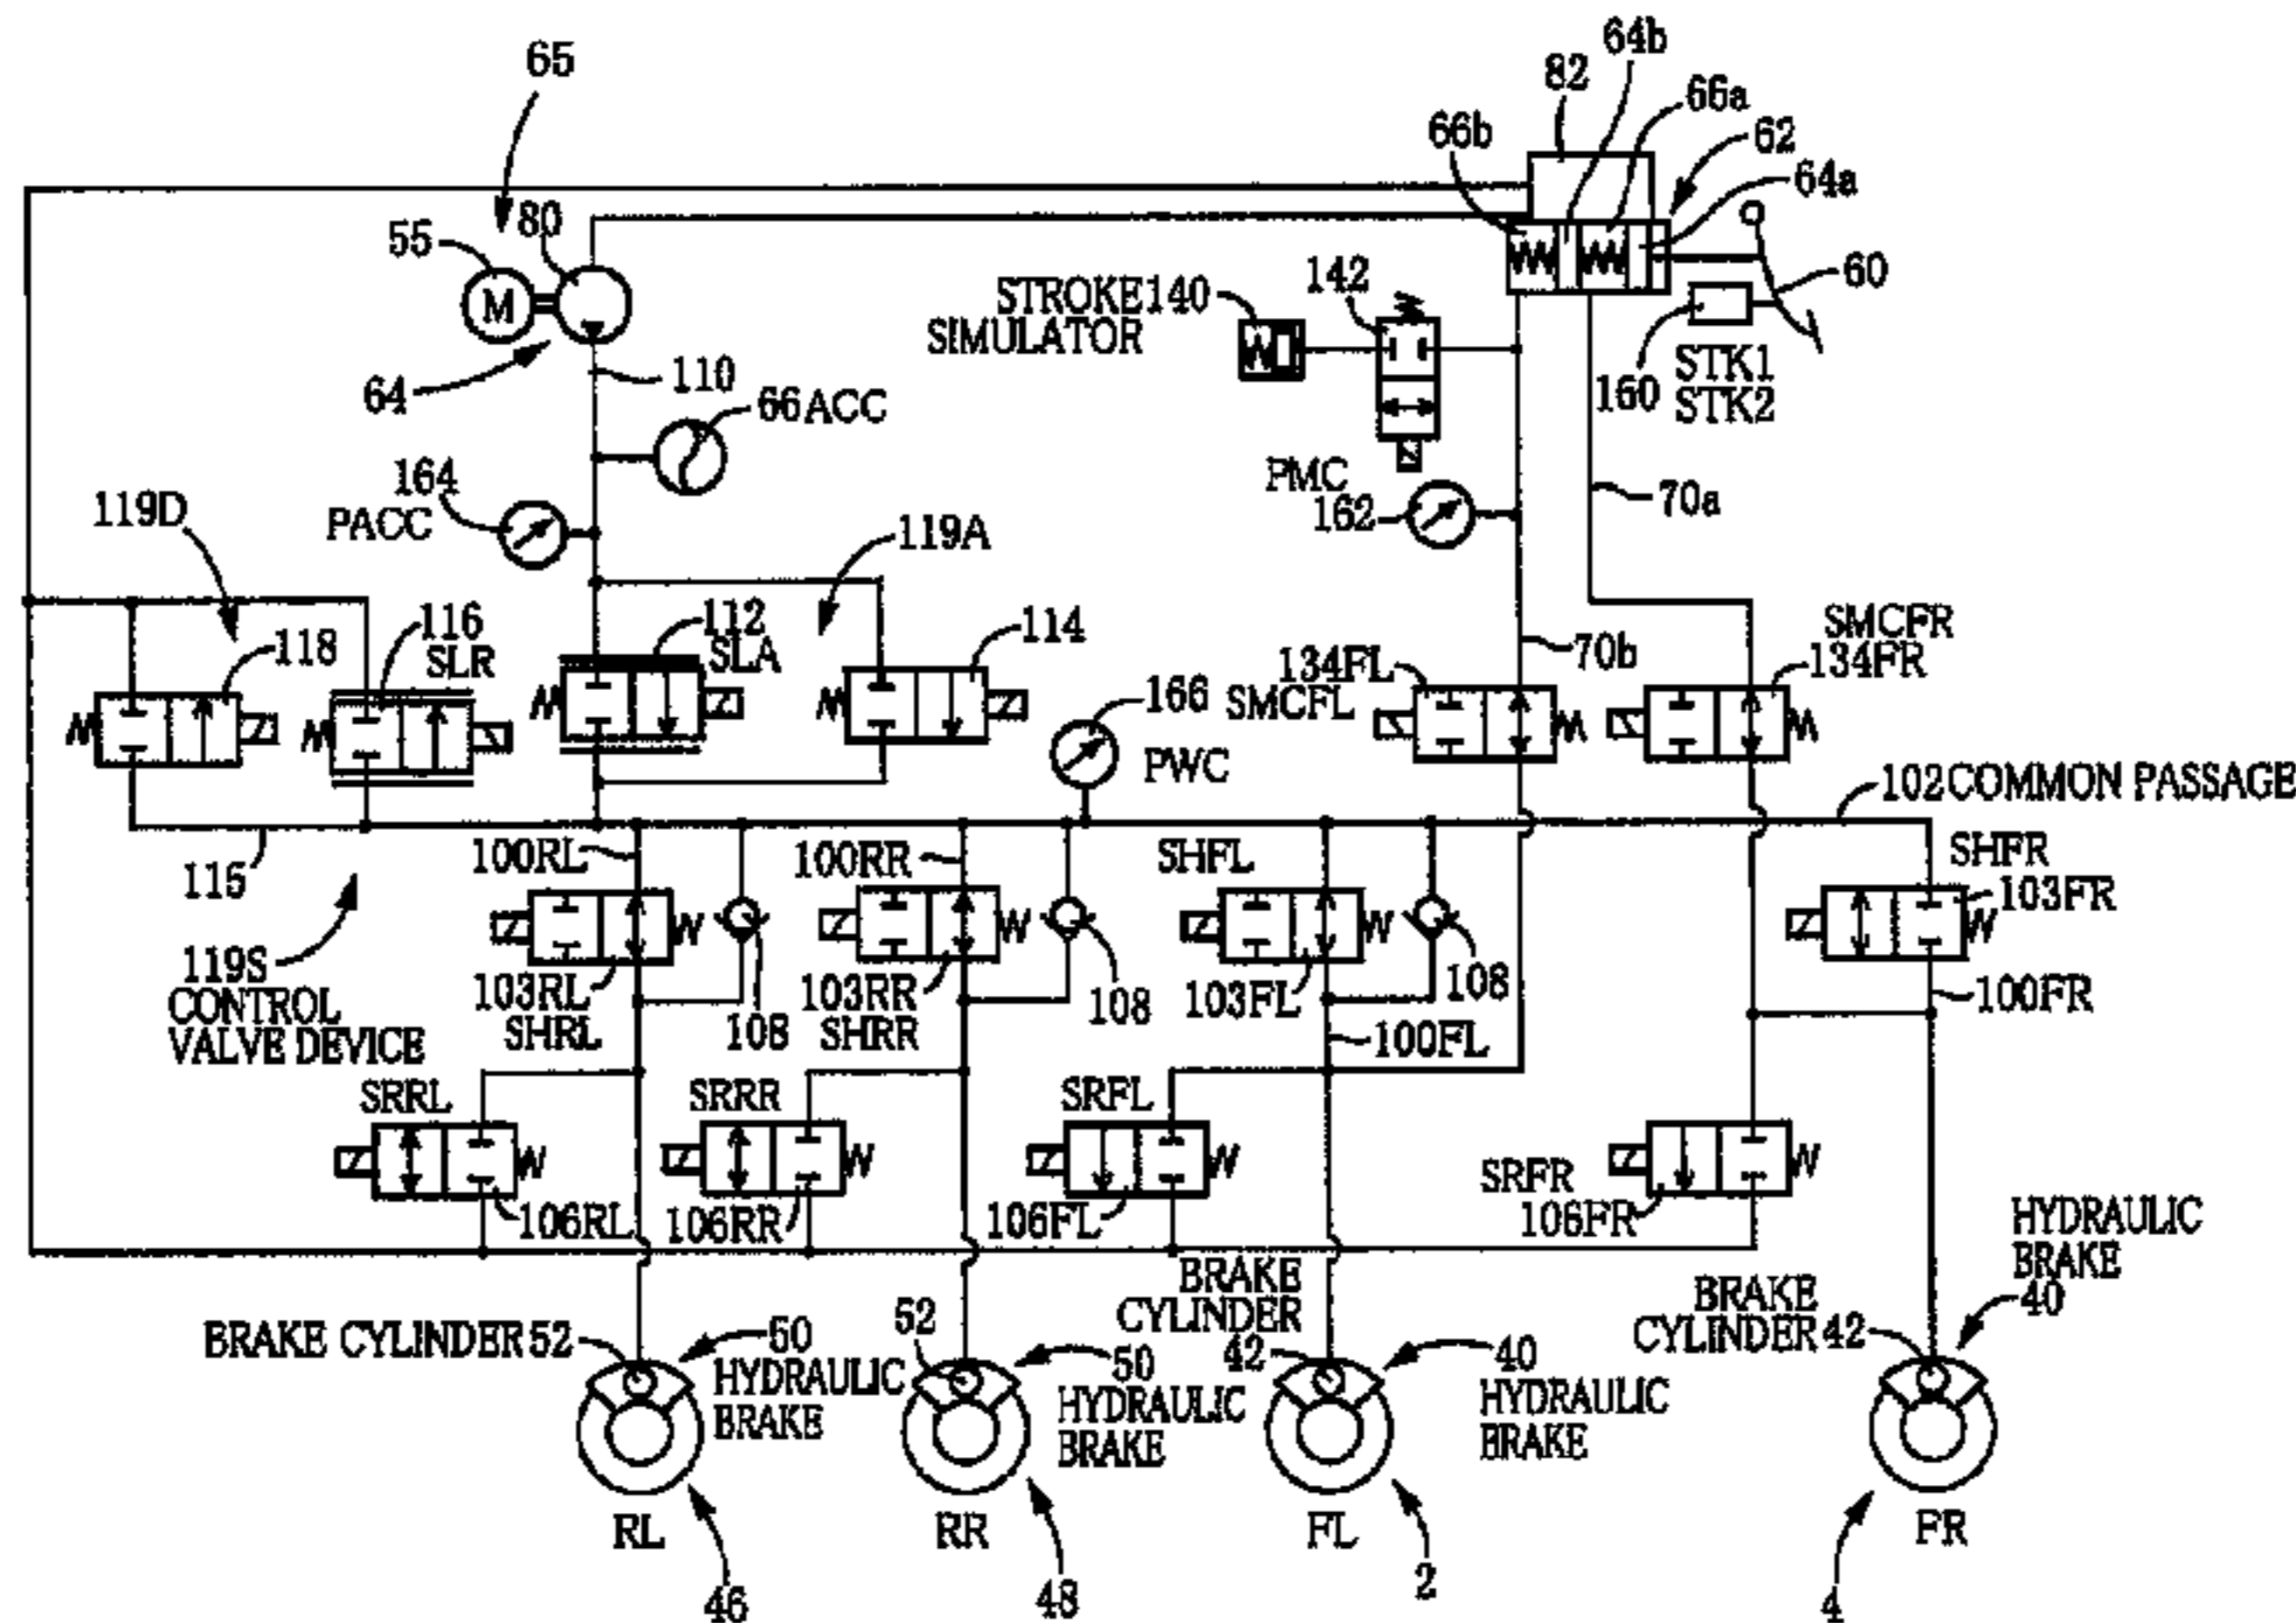 65
64b
82
66a
66b
62
64a
80
55
M
60
STROKE 140
SIMULATOR
142
64
110
66ACC
160
STK1
STK2
164
PACC
PMC
162
70a
119D
119A
118
116
SLR
112
SLA
114
70b
134FL
SMCFL
SMCFR
134FR
166
PWC
102 COMMON PASSAGE
115
100RL
100RR
SHFL
SHFR
103FR
119S
CONTROL
VALVE DEVICE
103RL
SHRL
108
103RR
SHRR
108
103FL
108
100FR
100FL
SRRL
SRRR
SRFL
SRFR
106RL
106RR
106FL
106FR
HYDRAULIC
BRAKE
40
BRAKE
CYLINDER
42
BRAKE
CYLINDER 42
BRAKE CYLINDER 52
50
HYDRAULIC
BRAKE
52
50
HYDRAULIC
BRAKE
40
HYDRAULIC
BRAKE
RL
RR
FL
FR
46
48
2
4